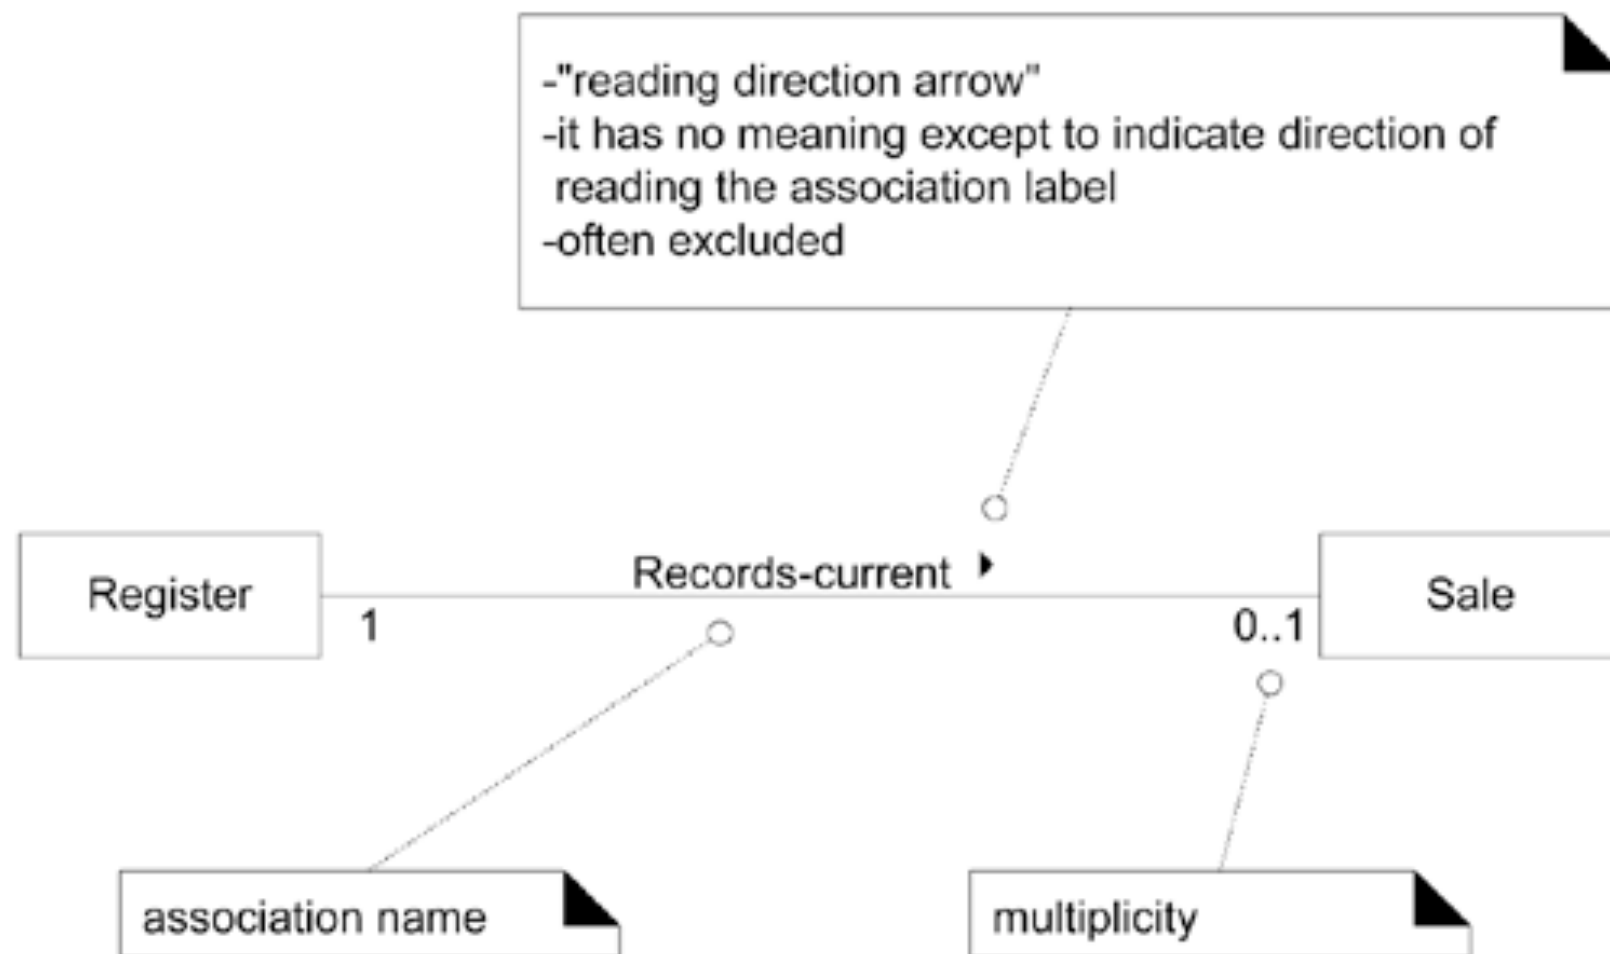 -"reading direction arrow"
-it has no meaning except to indicate direction of
reading the association label
-often excluded
Records-current
Register
Sale
1
0..1
association name
multiplicity